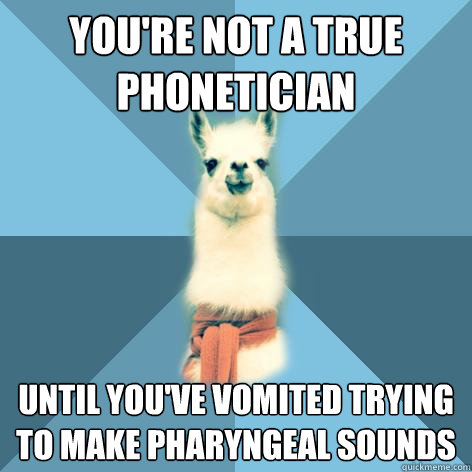 YOU'RE NOT A TRUE
PHONETICIAN
UNTIL YOU'VE VOMITED TRYING
TO MAKE PHARYNGEAL SOUNDS
quickmeme.com